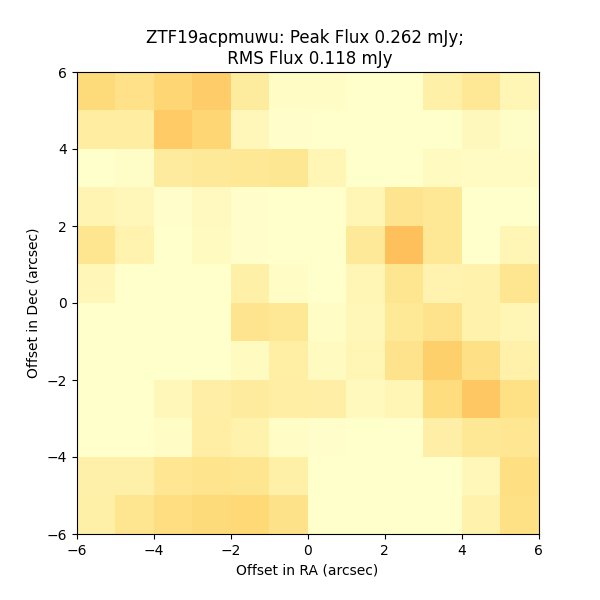 ZTF19acpmuwu: Peak Flux 0.262 mJy;
RMS Flux 0.118 mJy
6
4
2
0
−2
−4
−6
Offset in Dec (arcsec)
−6 −4 −2 0 2 4 6
Offset in RA (arcsec)